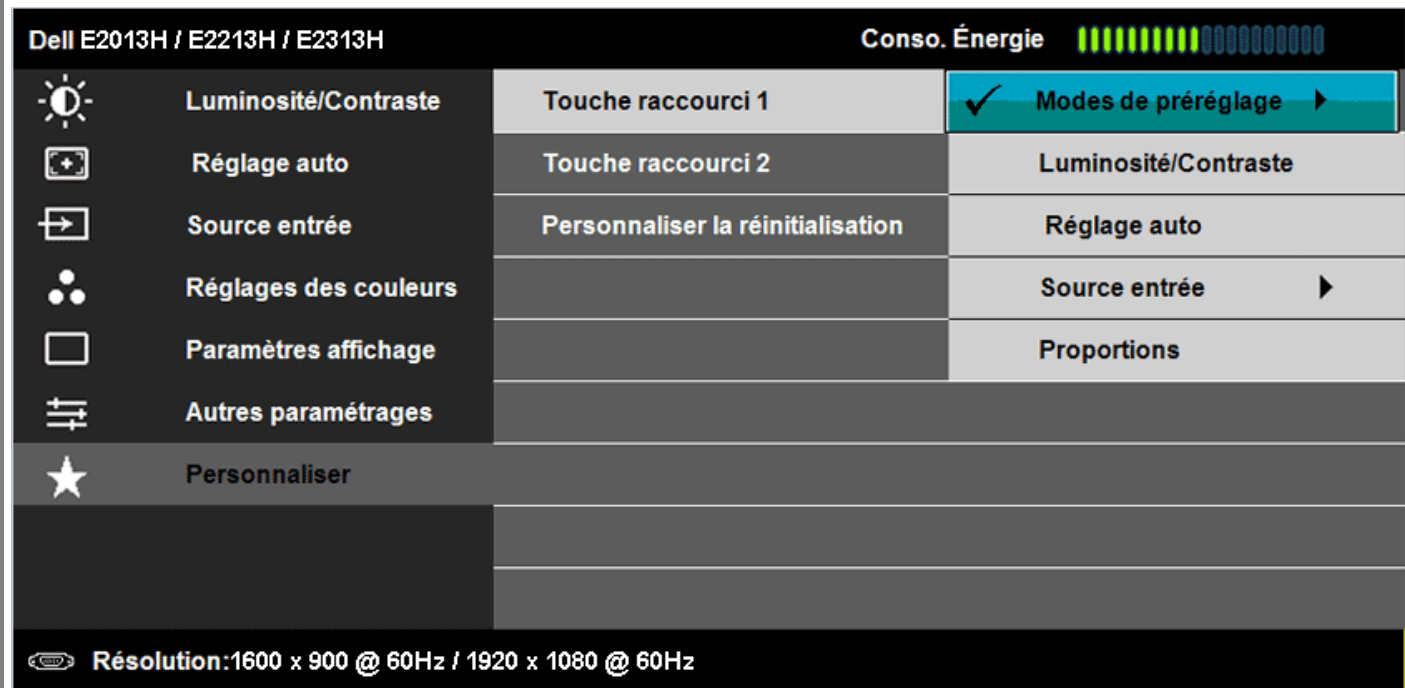 Dell E2013H / E2213H / E2313H Conso. Énergie
Luminosité/Contraste Touche raccourci 1 Modes de préréglage
Réglage auto Touche raccourci 2 Luminosité/Contraste
Source entrée Personnaliser la réinitialisation Réglage auto
Réglages des couleurs Source entrée
Paramètres affichage Proportions
Autres paramétrages
Personnaliser
Résolution:1600 x 900 @ 60Hz / 1920 x 1080 @ 60Hz